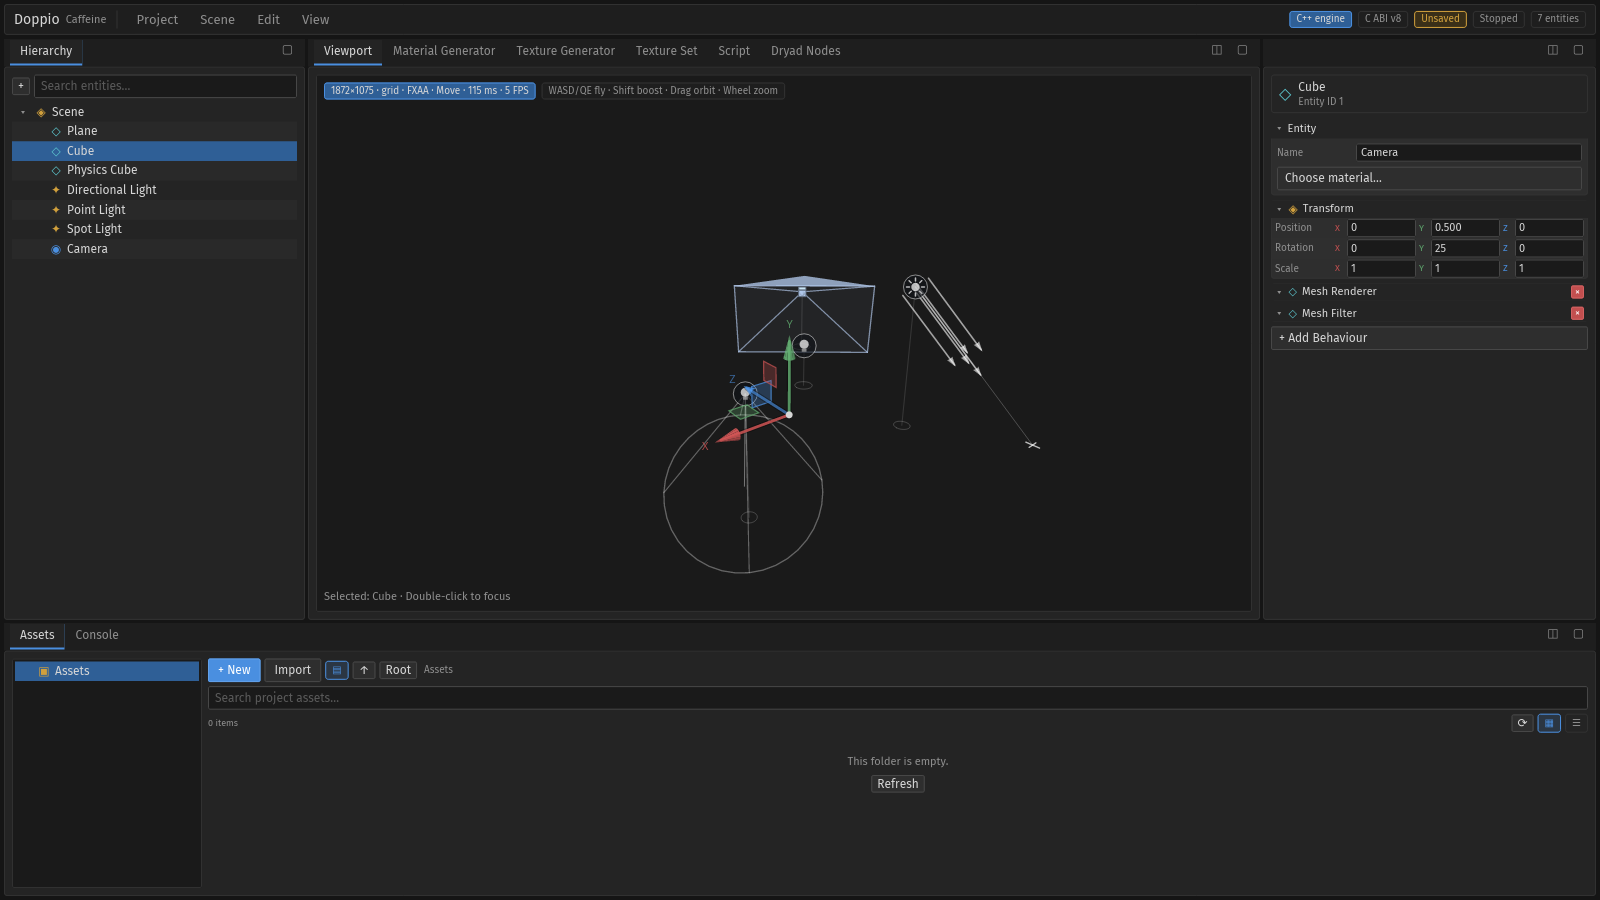 Doppio Caffeine Project Scene Edit View C++ engine C ABI v8 Unsaved Stopped 7 entities
Hierarchy
Viewport Material Generator Texture Generator Texture Set Script Dryad Nodes
+ Search entities...
Scene
Plane
Cube
Physics Cube
Directional Light
Point Light
Spot Light
Camera
1872×1075 · grid · FXAA · Move · 115 ms · 5 FPS WASD/QE fly · Shift boost · Drag orbit · Wheel zoom
Y
Z
X
Selected: Cube · Double-click to focus
Cube
Entity ID 1
Entity
Name Camera
Choose material...
Transform
Position X 0 Y 0.500 Z 0
Rotation X 0 Y 25 Z 0
Scale X 1 Y 1 Z 1
Mesh Renderer
Mesh Filter
+ Add Behaviour
Assets Console
Assets
+ New Import ↑ Root Assets
Search project assets...
0 items
This folder is empty.
Refresh